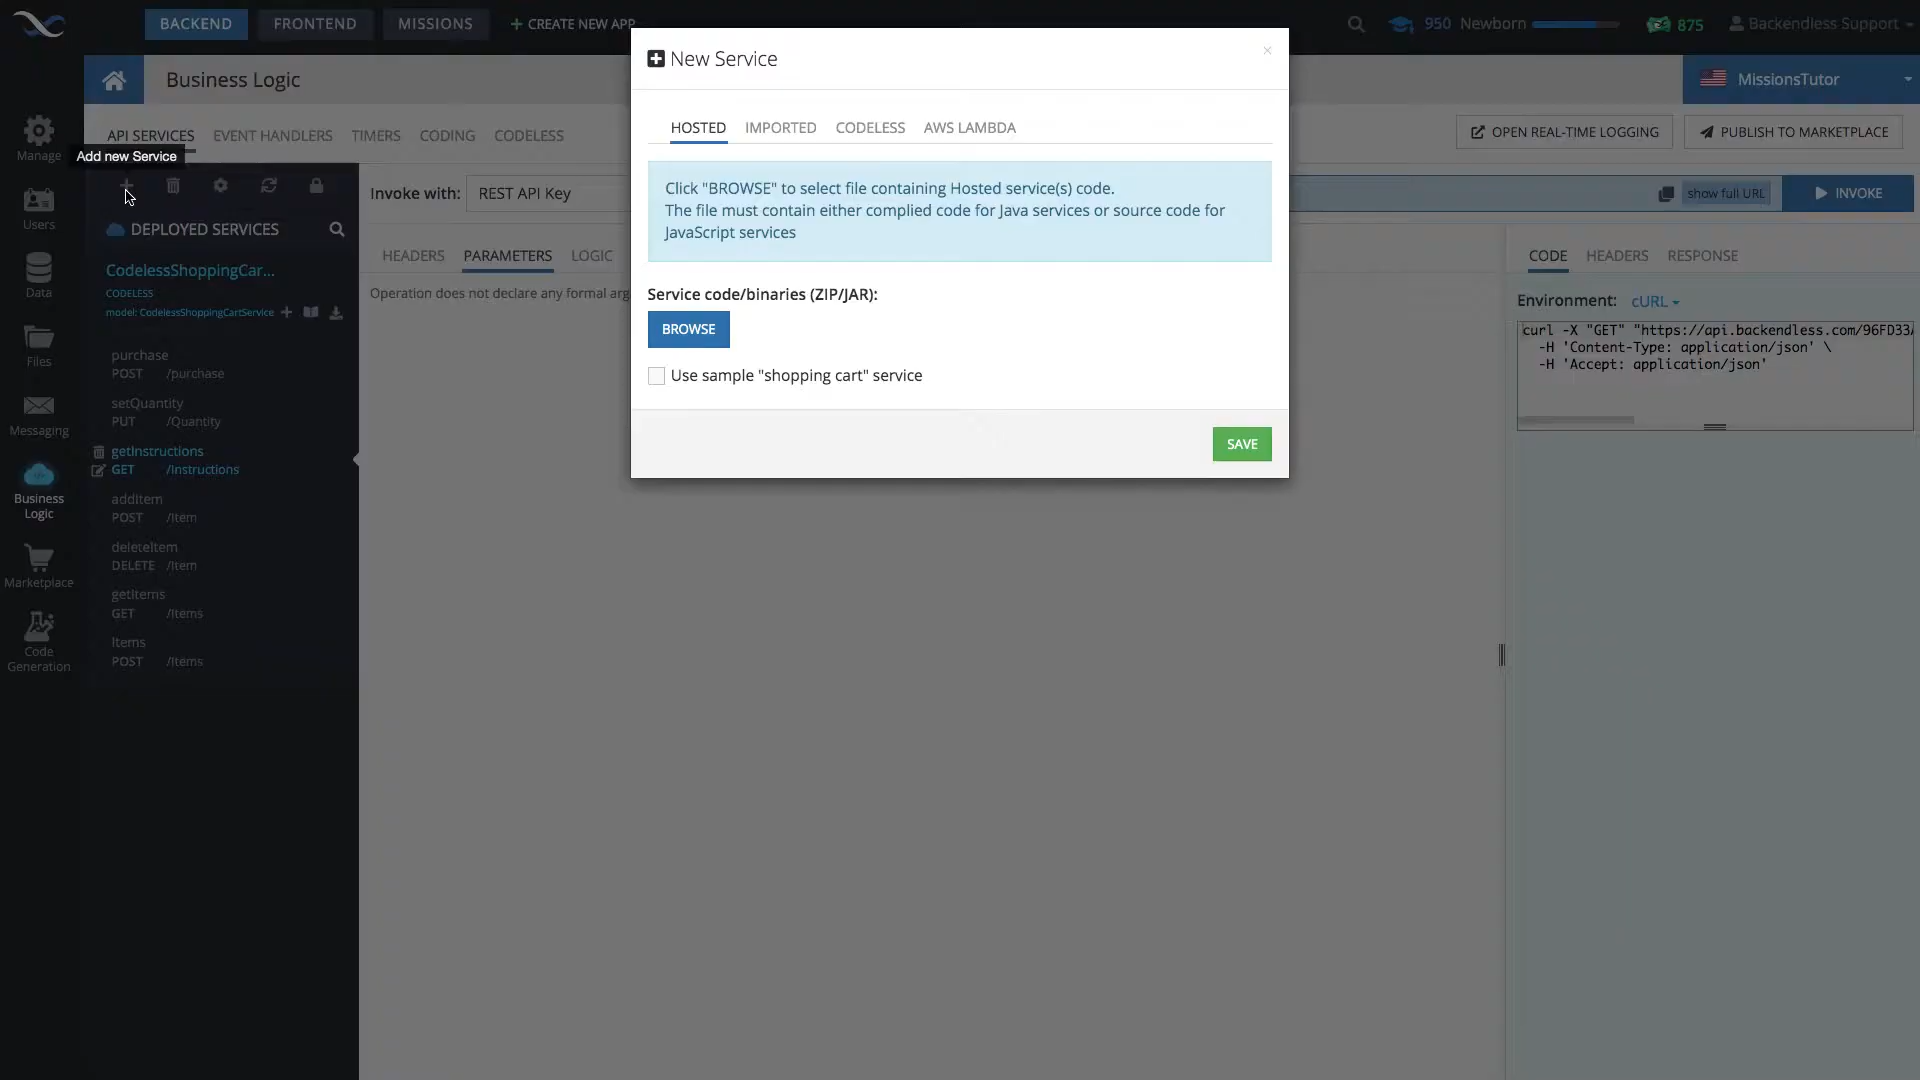 BACKEND
FRONTEND
MISSIONS
CREATE NEW APP
950 Newborn
875
Backendless Support
Business Logic
MissionsTutor
API SERVICES
EVENT HANDLERS
TIMERS
CODING
CODELESS
OPEN REAL-TIME LOGGING
PUBLISH TO MARKETPLACE
Add new Service
Manage
Users
Data
Files
Messaging
Business
Logic
Marketplace
Code
Generation
DEPLOYED SERVICES
CodelessShoppingCar...
CODELESS
model: CodelessShoppingCartService
purchase
POST /purchase
setQuantity
PUT /Quantity
getInstructions
GET /Instructions
addItem
POST /Item
deleteItem
DELETE /Item
getItems
GET /Items
Items
POST /Items
Invoke with: REST API Key
show full URL
INVOKE
HEADERS
PARAMETERS
LOGIC
Operation does not declare any formal arg
New Service
×
HOSTED
IMPORTED
CODELESS
AWS LAMBDA
Click "BROWSE" to select file containing Hosted service(s) code.
The file must contain either complied code for Java services or source code for
JavaScript services
Service code/binaries (ZIP/JAR):
BROWSE
Use sample "shopping cart" service
SAVE
CODE
HEADERS
RESPONSE
Environment: cURL
curl -X "GET" "https://api.backendless.com/96FD33A
-H 'Content-Type: application/json' \
-H 'Accept: application/json'